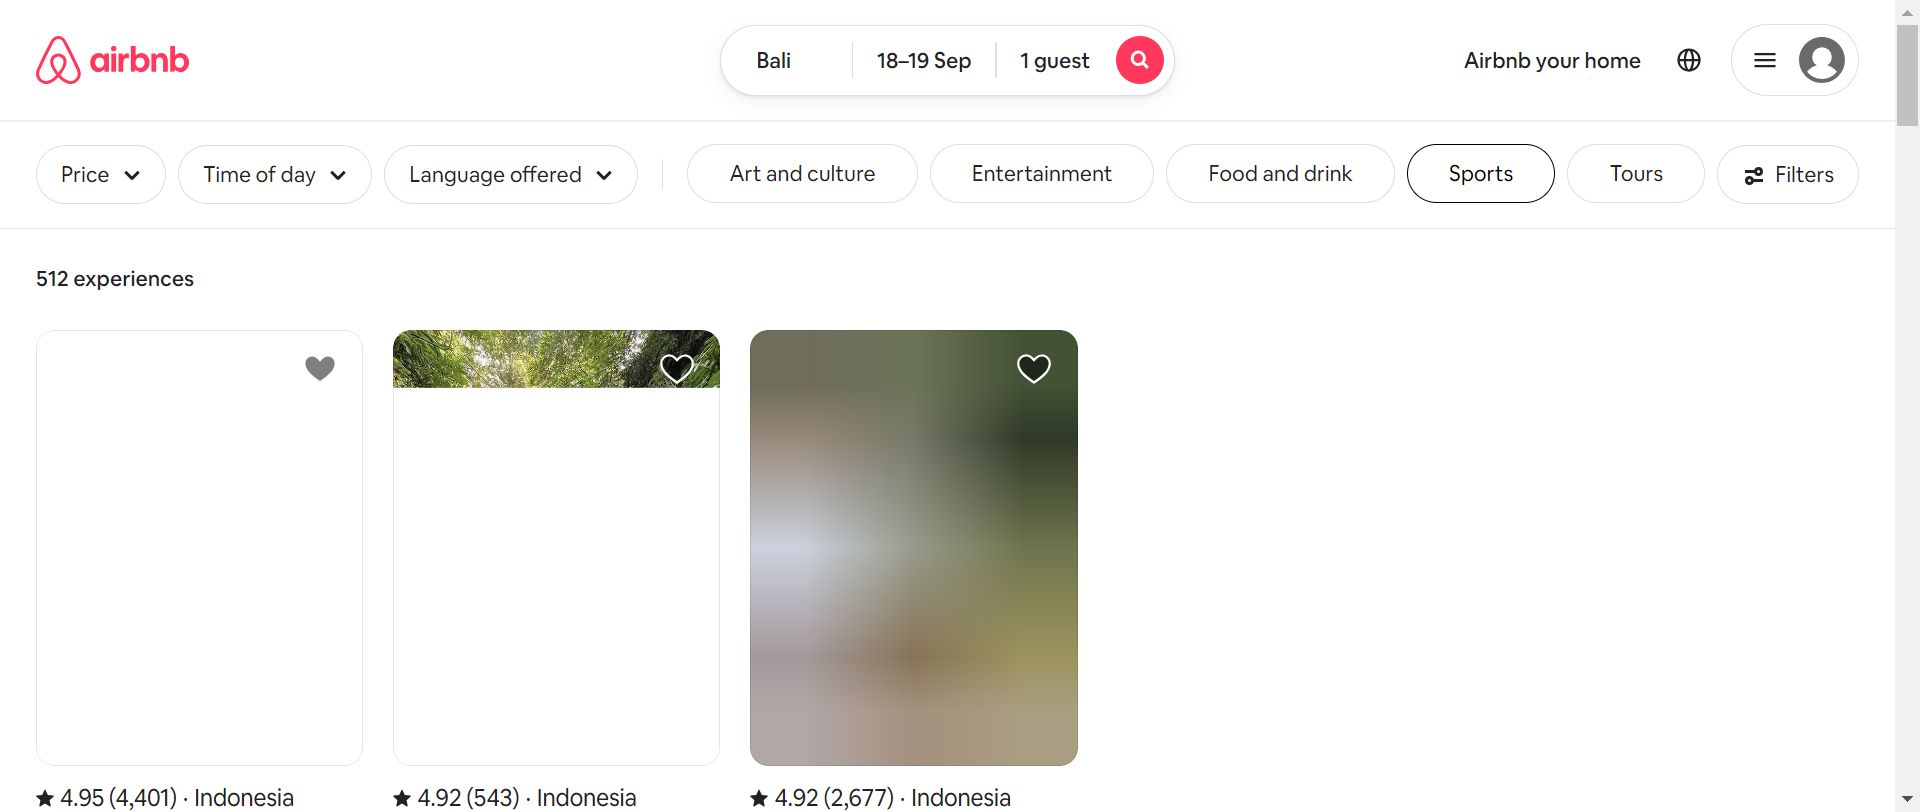 airbnb
Bali
18–19 Sep
1 guest
Airbnb your home
Price
Time of day
Language offered
Art and culture
Entertainment
Food and drink
Sports
Tours
Filters
512 experiences
4.95 (4,401) · Indonesia
4.92 (543) · Indonesia
4.92 (2,677) · Indonesia